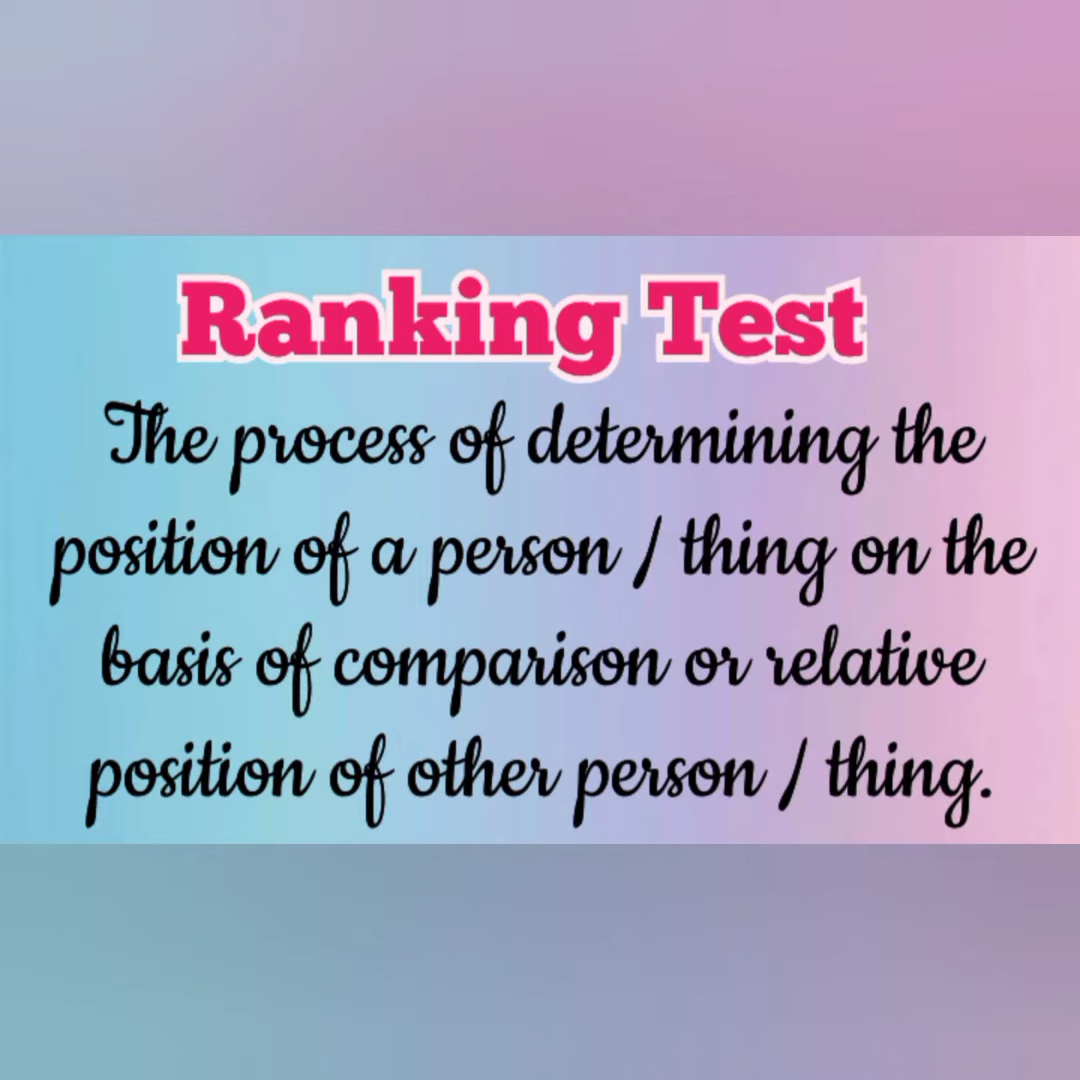 Ranking Test
The process of determining the
position of a person / thing on the
basis of comparison or relative
position of other person / thing.